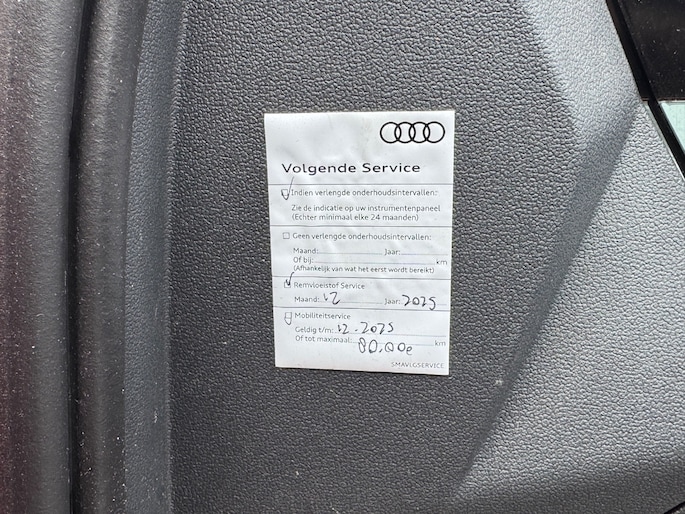 Volgende Service
Indien verlengde onderhoudsintervallen:
Zie de indicatie op uw instrumentenpaneel
(Echter minimaal elke 24 maanden)
Geen verlengde onderhoudsintervallen:
Maand: Jaar:
Of bij: km
(Afhankelijk van wat het eerst wordt bereikt)
Remvloeistof Service
Maand: 12 Jaar: 2025
Mobiliteitservice
Geldig t/m: 12-2025
Of tot maximaal: km
SMAVLGSERVICE